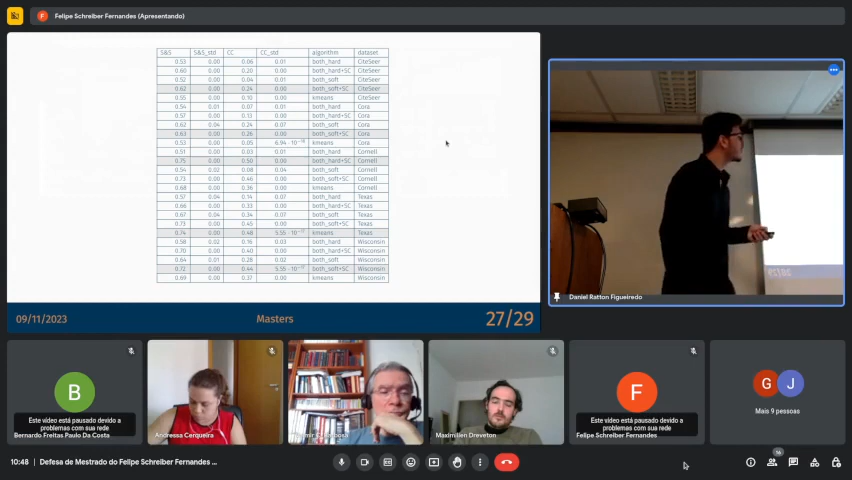 Felipe Schreiber Fernandes (Apresentando)
S&S S&S_std CC CC_std algorithm dataset
0.53 0.00 0.06 0.01 both_hard CiteSeer
0.60 0.00 0.20 0.00 both_hard+SC CiteSeer
0.52 0.00 0.04 0.01 both_soft CiteSeer
0.62 0.00 0.24 0.00 both_soft+SC CiteSeer
0.55 0.00 0.10 0.00 kmeans CiteSeer
0.54 0.01 0.07 0.01 both_hard Cora
0.57 0.00 0.13 0.00 both_hard+SC Cora
0.62 0.04 0.24 0.07 both_soft Cora
0.63 0.00 0.26 0.00 both_soft+SC Cora
0.53 0.00 0.05 kmeans Cora
0.51 0.00 0.03 0.01 both_hard Cornell
0.75 0.00 0.50 0.00 both_hard+SC Cornell
0.54 0.02 0.08 0.04 both_soft Cornell
0.73 0.00 0.46 0.00 both_soft+SC Cornell
0.68 0.00 0.36 0.00 kmeans Cornell
0.57 0.04 0.14 0.07 both_hard Texas
0.66 0.00 0.33 0.00 both_hard+SC Texas
0.67 0.04 0.34 0.07 both_soft Texas
0.73 0.00 0.45 0.00 both_soft+SC Texas
0.74 0.00 0.48 kmeans Texas
0.58 0.02 0.16 0.03 both_hard Wisconsin
0.70 0.00 0.40 0.00 both_hard+SC Wisconsin
0.64 0.01 0.28 0.02 both_soft Wisconsin
0.72 0.00 0.44 both_soft+SC Wisconsin
0.69 0.00 0.37 0.00 kmeans Wisconsin
09/11/2023 Masters 27/29
Daniel Ratton Figueiredo
B
Este vídeo está pausado devido a
problemas com sua rede
Bernardo Freitas Paulo Da Costa
Andressa Cerqueira
Maximilien Dreveton
F
Este vídeo está pausado devido a
problemas com sua rede
Felipe Schreiber Fernandes
G J
Mais 9 pessoas
10:48 | Defesa de Mestrado do Felipe Schreiber Fernandes ...
16